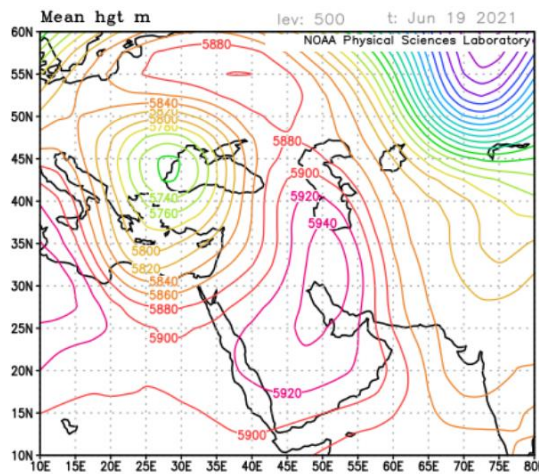 Mean hgt m lev: 500 t: Jun 19 2021
NOAA Physical Sciences Laboratory
60N
55N
50N
45N
40N
35N
30N
25N
20N
15N
10N
10E 15E 20E 25E 30E 35E 40E 45E 50E 55E 60E 65E 70E 75E 80
5880
5840
5800
5760
5880
5900
5740
5920
5760
5940
5800
5820
5840
5860
5880
5900
5920
5900